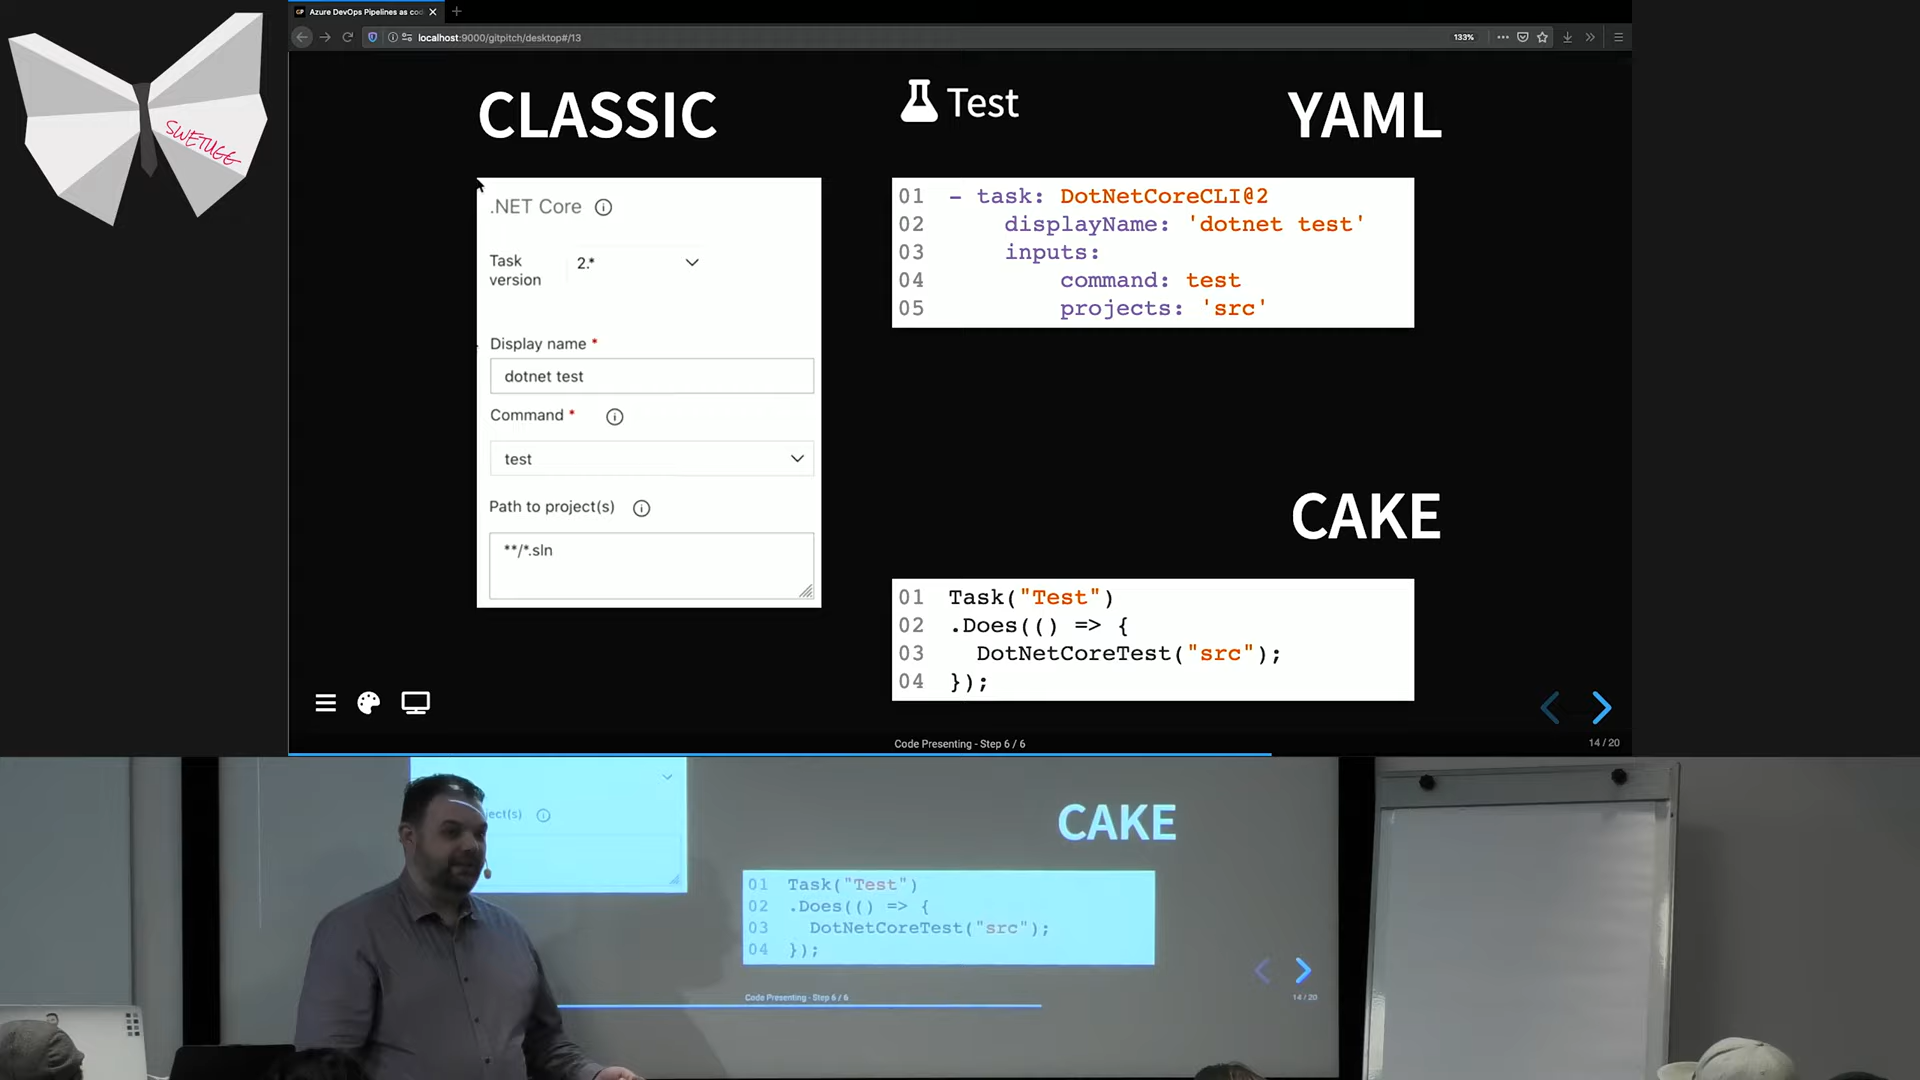 SWETUGG
Azure DevOps Pipelines as cod
localhost:9000/gitpitch/desktop#/13
133%
CLASSIC
Test
YAML
.NET Core
Task version
2.*
Display name *
dotnet test
Command *
test
Path to project(s)
**/*.sln
01 - task: DotNetCoreCLI@2
02 displayName: 'dotnet test'
03 inputs:
04 command: test
05 projects: 'src'
CAKE
01 Task("Test")
02 .Does(() => {
03 DotNetCoreTest("src");
04 });
Code Presenting - Step 6 / 6
14 / 20
ject(s)
CAKE
01 Task("Test")
02 .Does(() => {
03 DotNetCoreTest("src");
04 });
Code Presenting - Step 6 / 6
14 / 20